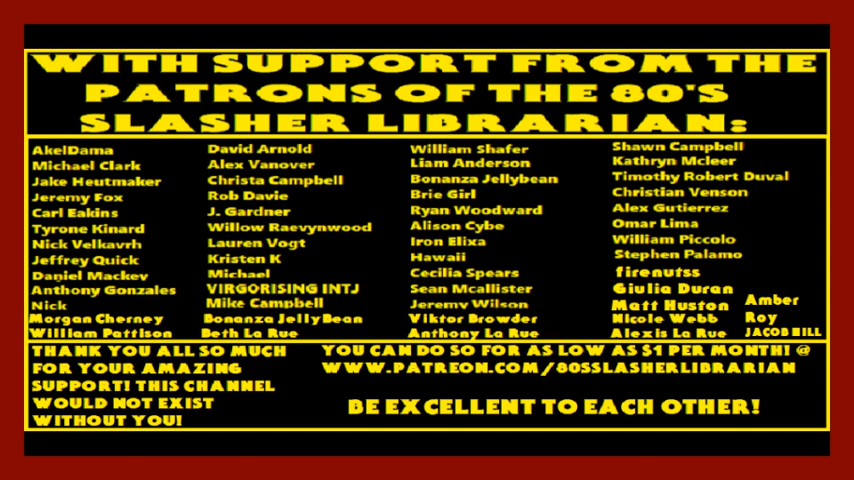 WITH SUPPORT FROM THE
PATRONS OF THE 80'S
SLASHER LIBRARIAN:
AkelDama
Michael Clark
Jake Heutmaker
Jeremy Fox
Carl Eakins
Tyrone Kinard
Nick Velkavrh
Jeffrey Quick
Daniel Mackey
Anthony Gonzales
Nick
Morgan Cherney
William Pattison
David Arnold
Alex Vanover
Christa Campbell
Rob Davie
J. Gardner
Willow Raevynwood
Lauren Vogt
Kristen K
Michael
VIRGORISING INTJ
Mike Campbell
Bonanza JellyBean
Beth La Rue
William Shafer
Liam Anderson
Bonanza Jellybean
Brie Girl
Ryan Woodward
Alison Cybe
Iron Elixa
Hawaii
Cecilia Spears
Sean Mcallister
Jeremy Wilson
Viktor Browder
Anthony La Rue
Shawn Campbell
Kathryn Mcleer
Timothy Robert Duval
Christian Venson
Alex Gutierrez
Omar Lima
William Piccolo
Stephen Palamo
firenutss
Giulia Duran
Matt Huston
Nicole Webb
Alexis La Rue
Amber
Roy
JACOB HILL
THANK YOU ALL SO MUCH
FOR YOUR AMAZING
SUPPORT! THIS CHANNEL
WOULD NOT EXIST
WITHOUT YOU!
YOU CAN DO SO FOR AS LOW AS $1 PER MONTH! @
WWW.PATREON.COM/80SSLASHERLIBRARIAN
BE EXCELLENT TO EACH OTHER!